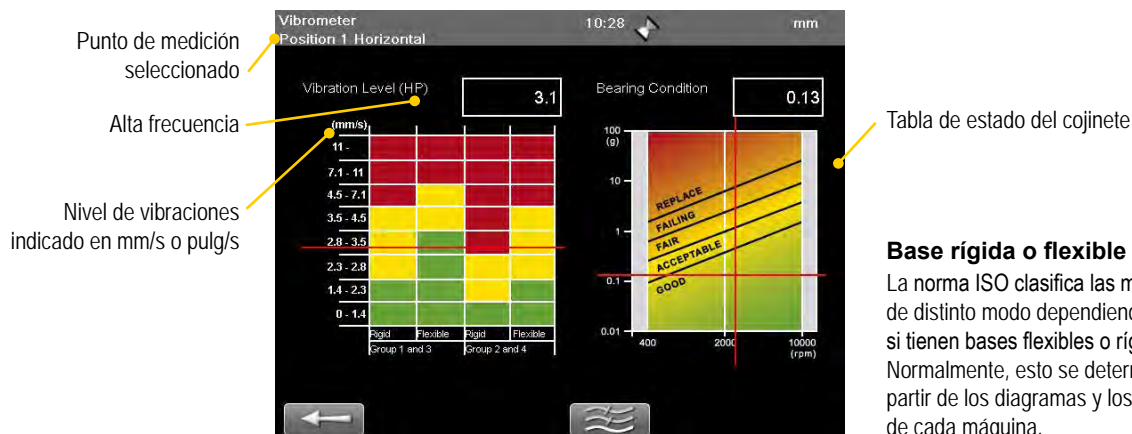 Punto de medición
seleccionado
Alta frecuencia
Nivel de vibraciones
indicado en mm/s o pulg/s
Vibrometer
Position 1 Horizontal
10:28
mm
Vibration Level (HP)
3.1
(mm/s)
11 -
7.1 - 11
4.5 - 7.1
3.5 - 4.5
2.8 - 3.5
2.3 - 2.8
1.4 - 2.3
0 - 1.4
Rigid Flexible Rigid Flexible
Group 1 and 3 Group 2 and 4
Bearing Condition
0.13
100
(g)
10
1
0.1
0.01
REPLACE
FAILING
FAIR
ACCEPTABLE
GOOD
400 2000 10000
(rpm)
Tabla de estado del cojinete
Base rígida o flexible
La norma ISO clasifica las m
de distinto modo dependienc
si tienen bases flexibles o ríg
Normalmente, esto se deterr
partir de los diagramas y los
de cada máquina.